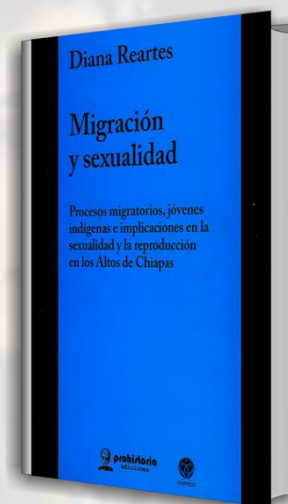 Diana Reartes
Migración
y sexualidad
Procesos migratorios, jóvenes
indígenas e implicaciones en la
sexualidad y la reproducción
en los Altos de Chiapas
prohistoria
ediciones